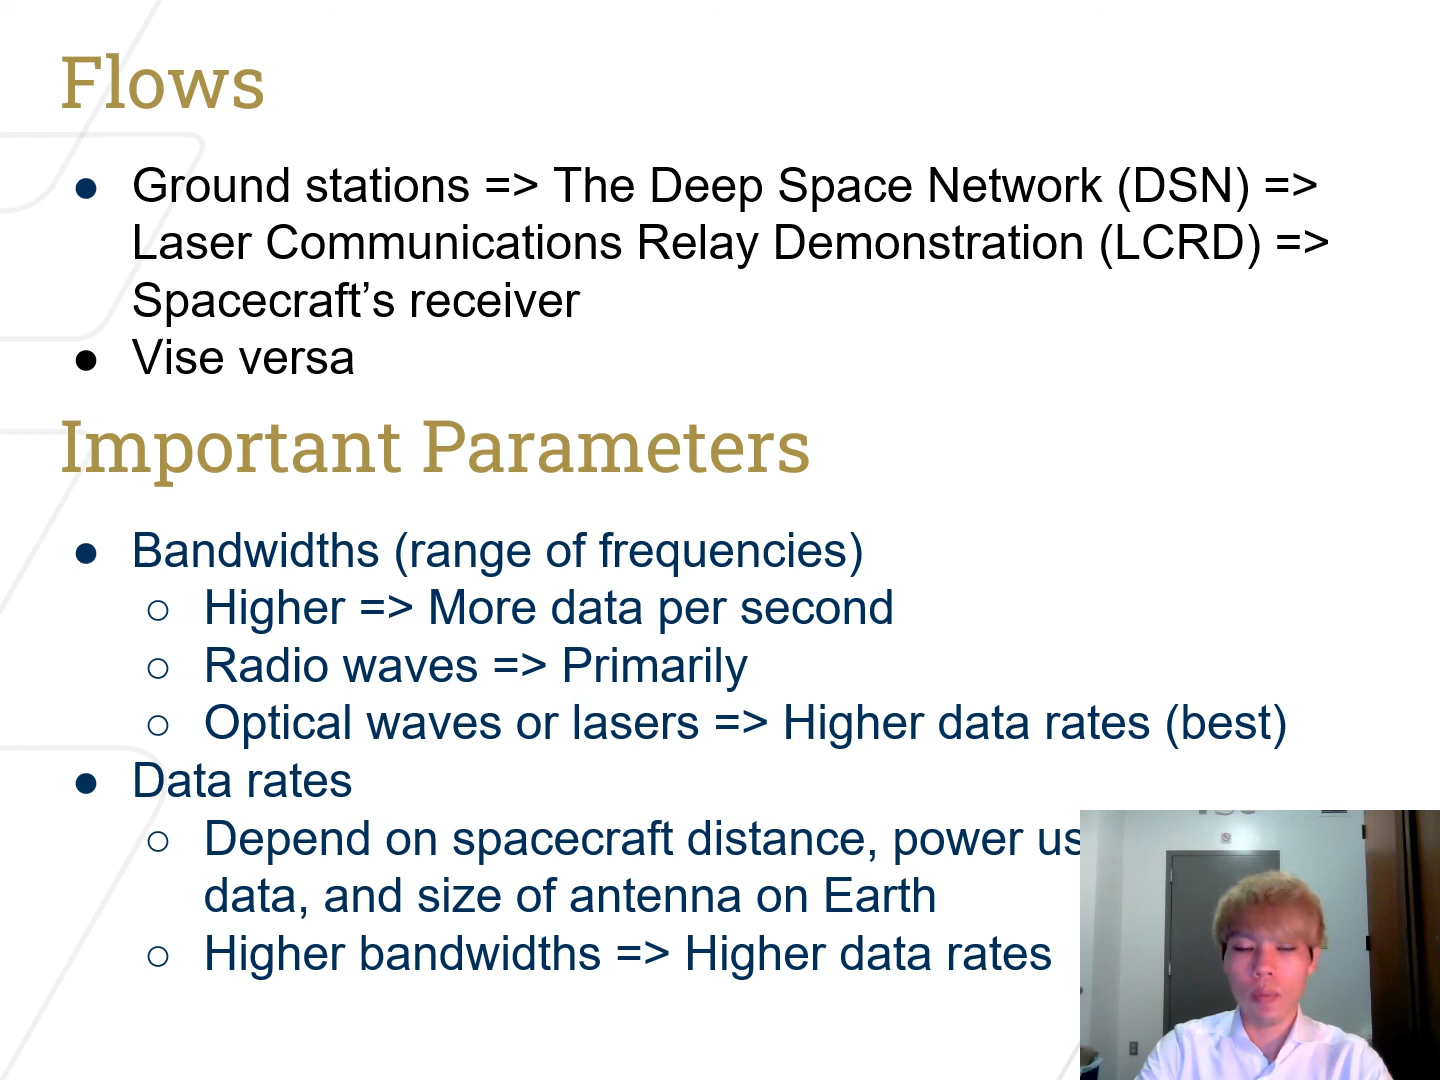 Flows
● Ground stations => The Deep Space Network (DSN) =>
Laser Communications Relay Demonstration (LCRD) =>
Spacecraft’s receiver
● Vise versa
Important Parameters
● Bandwidths (range of frequencies)
○ Higher => More data per second
○ Radio waves => Primarily
○ Optical waves or lasers => Higher data rates (best)
● Data rates
○ Depend on spacecraft distance, power
data, and size of antenna on Earth
○ Higher bandwidths => Higher data rates